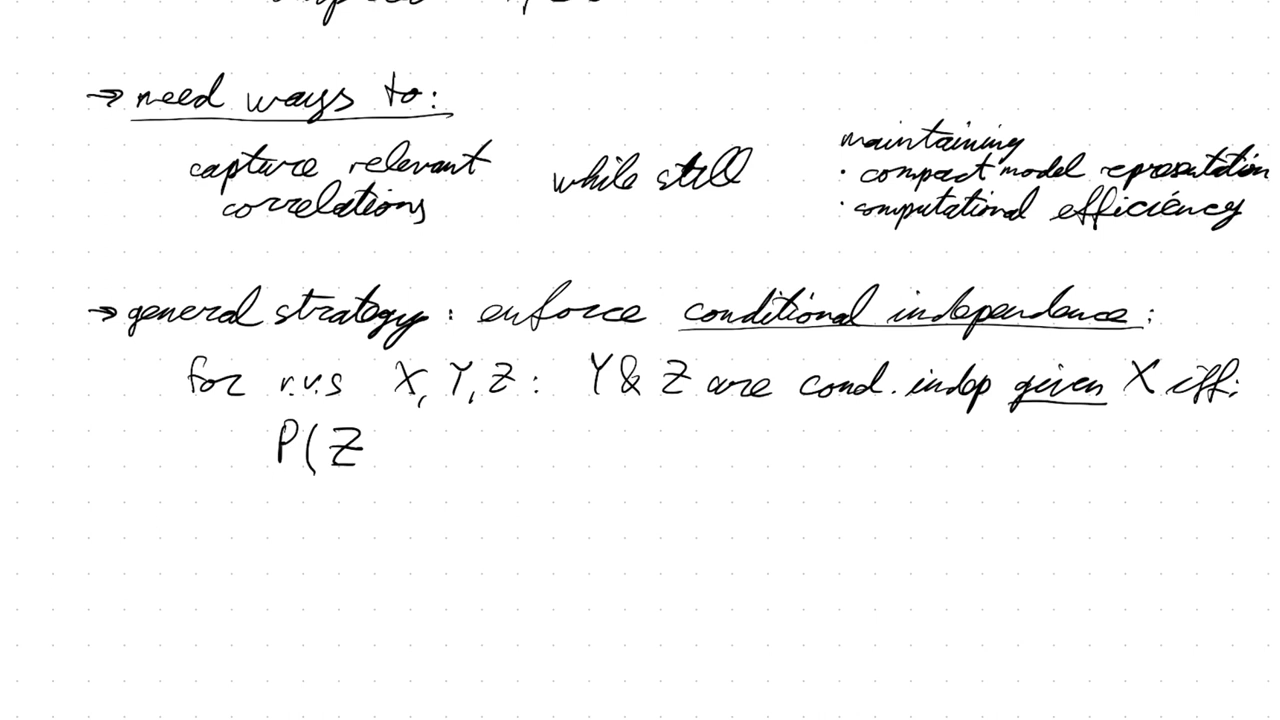 → need ways to:
capture relevant correlations while still maintaining
· compact model representation
· computational efficiency
→ general strategy: enforce conditional independence:
for r.v.s X, Y, Z: Y & Z are cond. indep given X iff:
P(Z